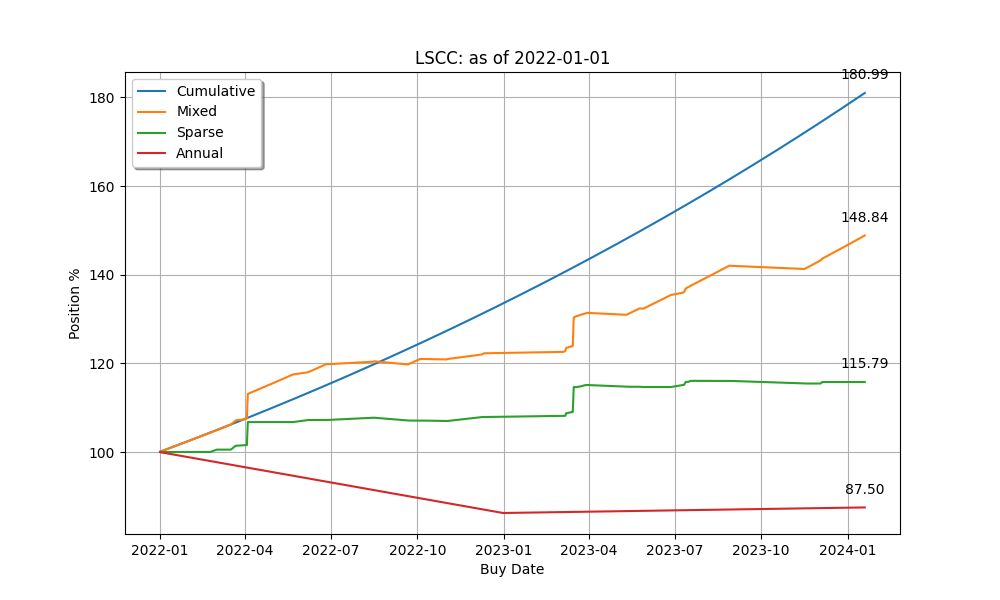 LSCC: as of 2022-01-01
180.99
Cumulative
Mixed
Sparse
Annual
148.84
115.79
87.50
180
160
140
120
100
Position %
2022-01 2022-04 2022-07 2022-10 2023-01 2023-04 2023-07 2023-10 2024-01
Buy Date